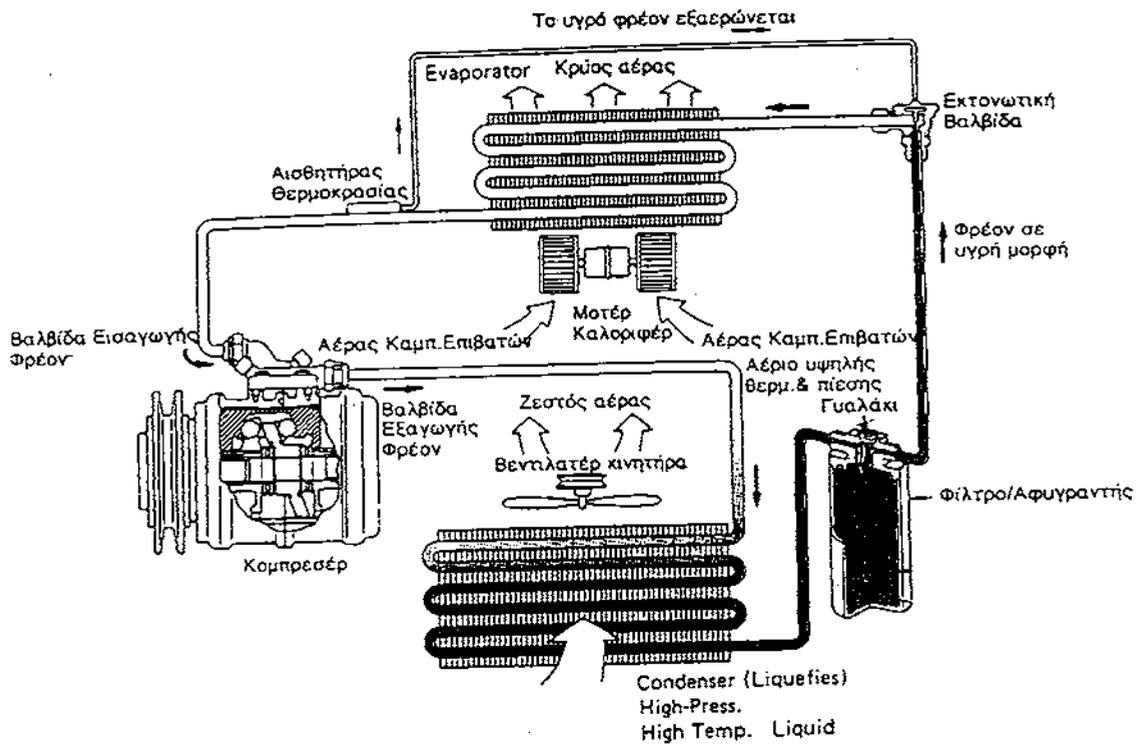 Το υγρό φρέον εξαερώνεται
Evaporator
Κρύος αέρας
Εκτονωτική
Βαλβίδα
Αισθητήρας
Θερμοκρασίας
Φρέον σε
υγρή μορφή
Μοτέρ
Καλοριφέρ
Βαλβίδα Εισαγωγής
Φρέον
Αέρας Καμπ.Επιβατών
Αέρας Καμπ.Επιβατών
Αέριο υψηλής
θερμ.& πίεσης
Γυαλάκι
Ζεστός αέρας
Βαλβίδα
Εξαγωγής
Φρέον
Βεντιλατέρ κινητήρα
Φίλτρο/Αφυγραντής
Κομπρεσέρ
Condenser (Liquefies)
High-Press.
High Temp. Liquid